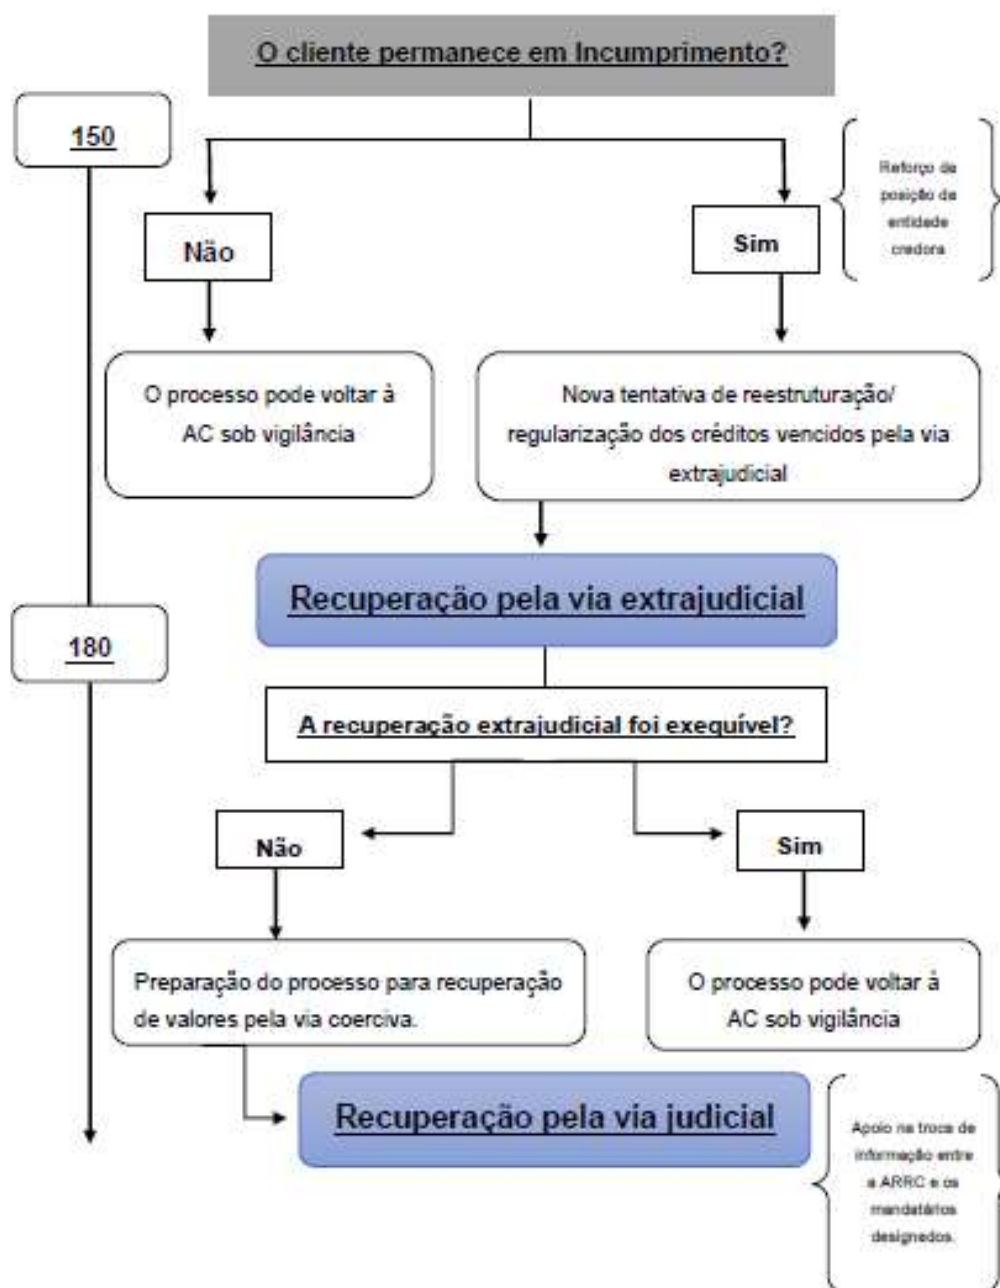 O cliente permanece em Incumprimento?
150
Reforço da
posição da
entidade
credora
Não
Sim
O processo pode voltar à
AC sob vigilância
Nova tentativa de reestruturação/
regularização dos créditos vencidos pela via
extrajudicial
Recuperação pela via extrajudicial
180
A recuperação extrajudicial foi exequível?
Não
Sim
Preparação do processo para recuperação
de valores pela via coerciva.
O processo pode voltar à
AC sob vigilância
Recuperação pela via judicial
Apoio na troca de
informação entre
a ARRC e os
mandatários
designados.